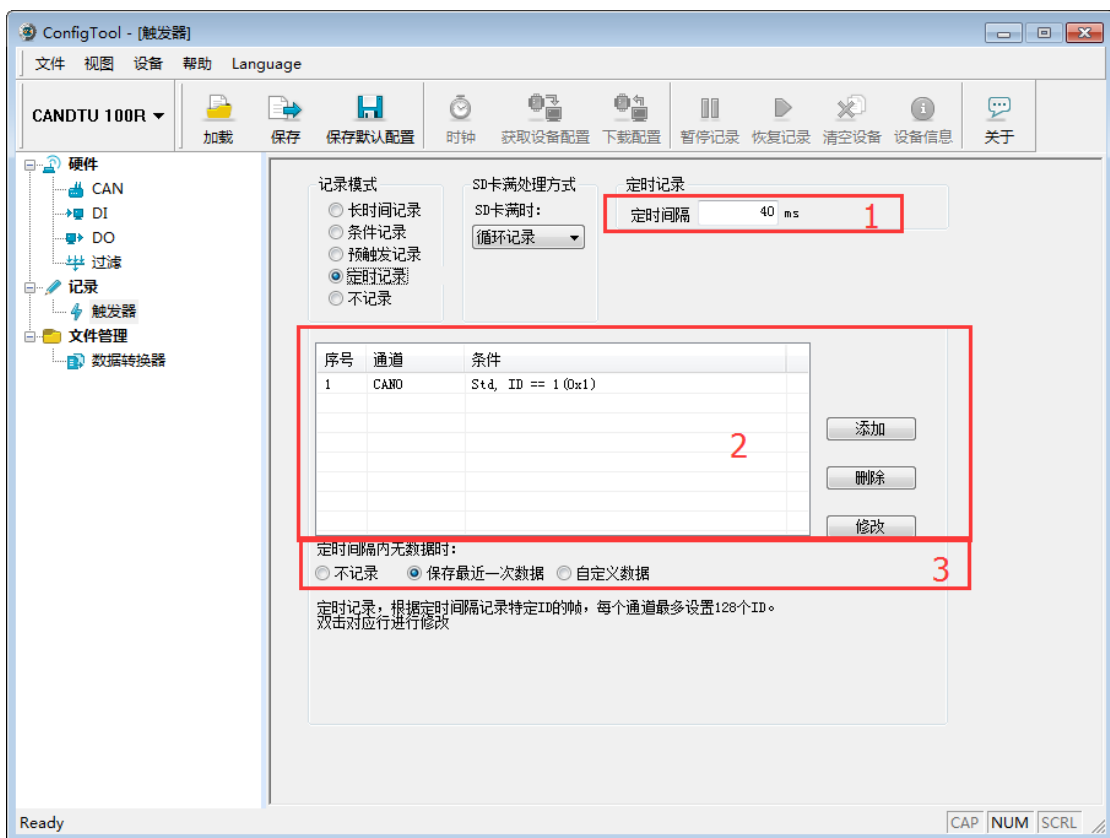 ConfigTool - [触发器]
文件 视图 设备 帮助 Language
CANDTU 100R
加载 保存 保存默认配置 时钟 获取设备配置 下载配置 暂停记录 恢复记录 清空设备 设备信息 关于
硬件
CAN
DI
DO
过滤
记录
触发器
文件管理
数据转换器
记录模式
长时间记录
条件记录
预触发记录
定时记录
不记录
SD卡满处理方式
SD卡满时:
循环记录
定时记录
定时间隔 40 ms 1
序号 通道 条件
1 CAN0 Std, ID == 1(0x1)
2
添加
删除
修改
定时间隔内无数据时:
不记录 保存最近一次数据 自定义数据 3
定时记录，根据定时间隔记录特定ID的帧，每个通道最多设置128个ID。
双击对应行进行修改
Ready CAP NUM SCRL